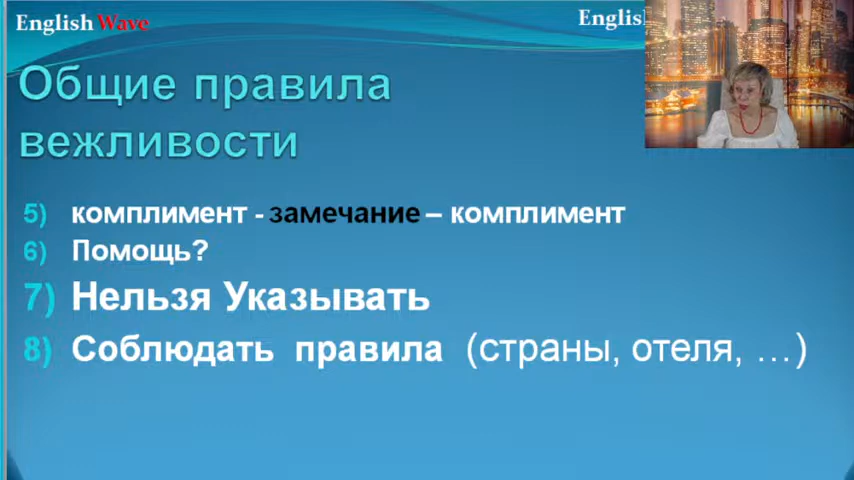 English Wave
Englis
Общие правила
вежливости
5) комплимент - замечание – комплимент
6) Помощь?
7) Нельзя Указывать
8) Соблюдать правила (страны, отеля, …)